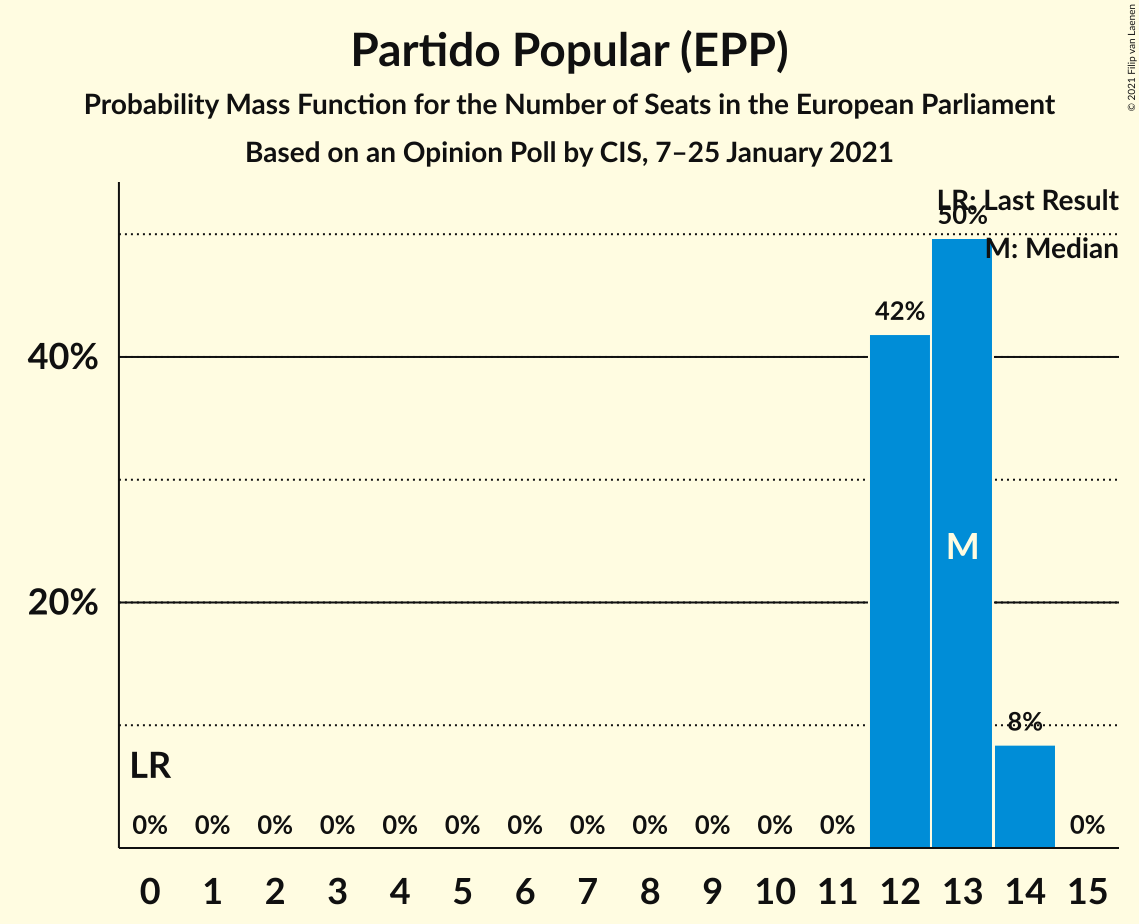 Partido Popular (EPP)
Probability Mass Function for the Number of Seats in the European Parliament
Based on an Opinion Poll by CIS, 7–25 January 2021
© 2021 Filip van Laenen
LR: Last Result
50%
M: Median
42%
40%
M
20%
8%
LR
0% 0% 0% 0% 0% 0% 0% 0% 0% 0% 0% 0% 0%
0 1 2 3 4 5 6 7 8 9 10 11 12 13 14 15